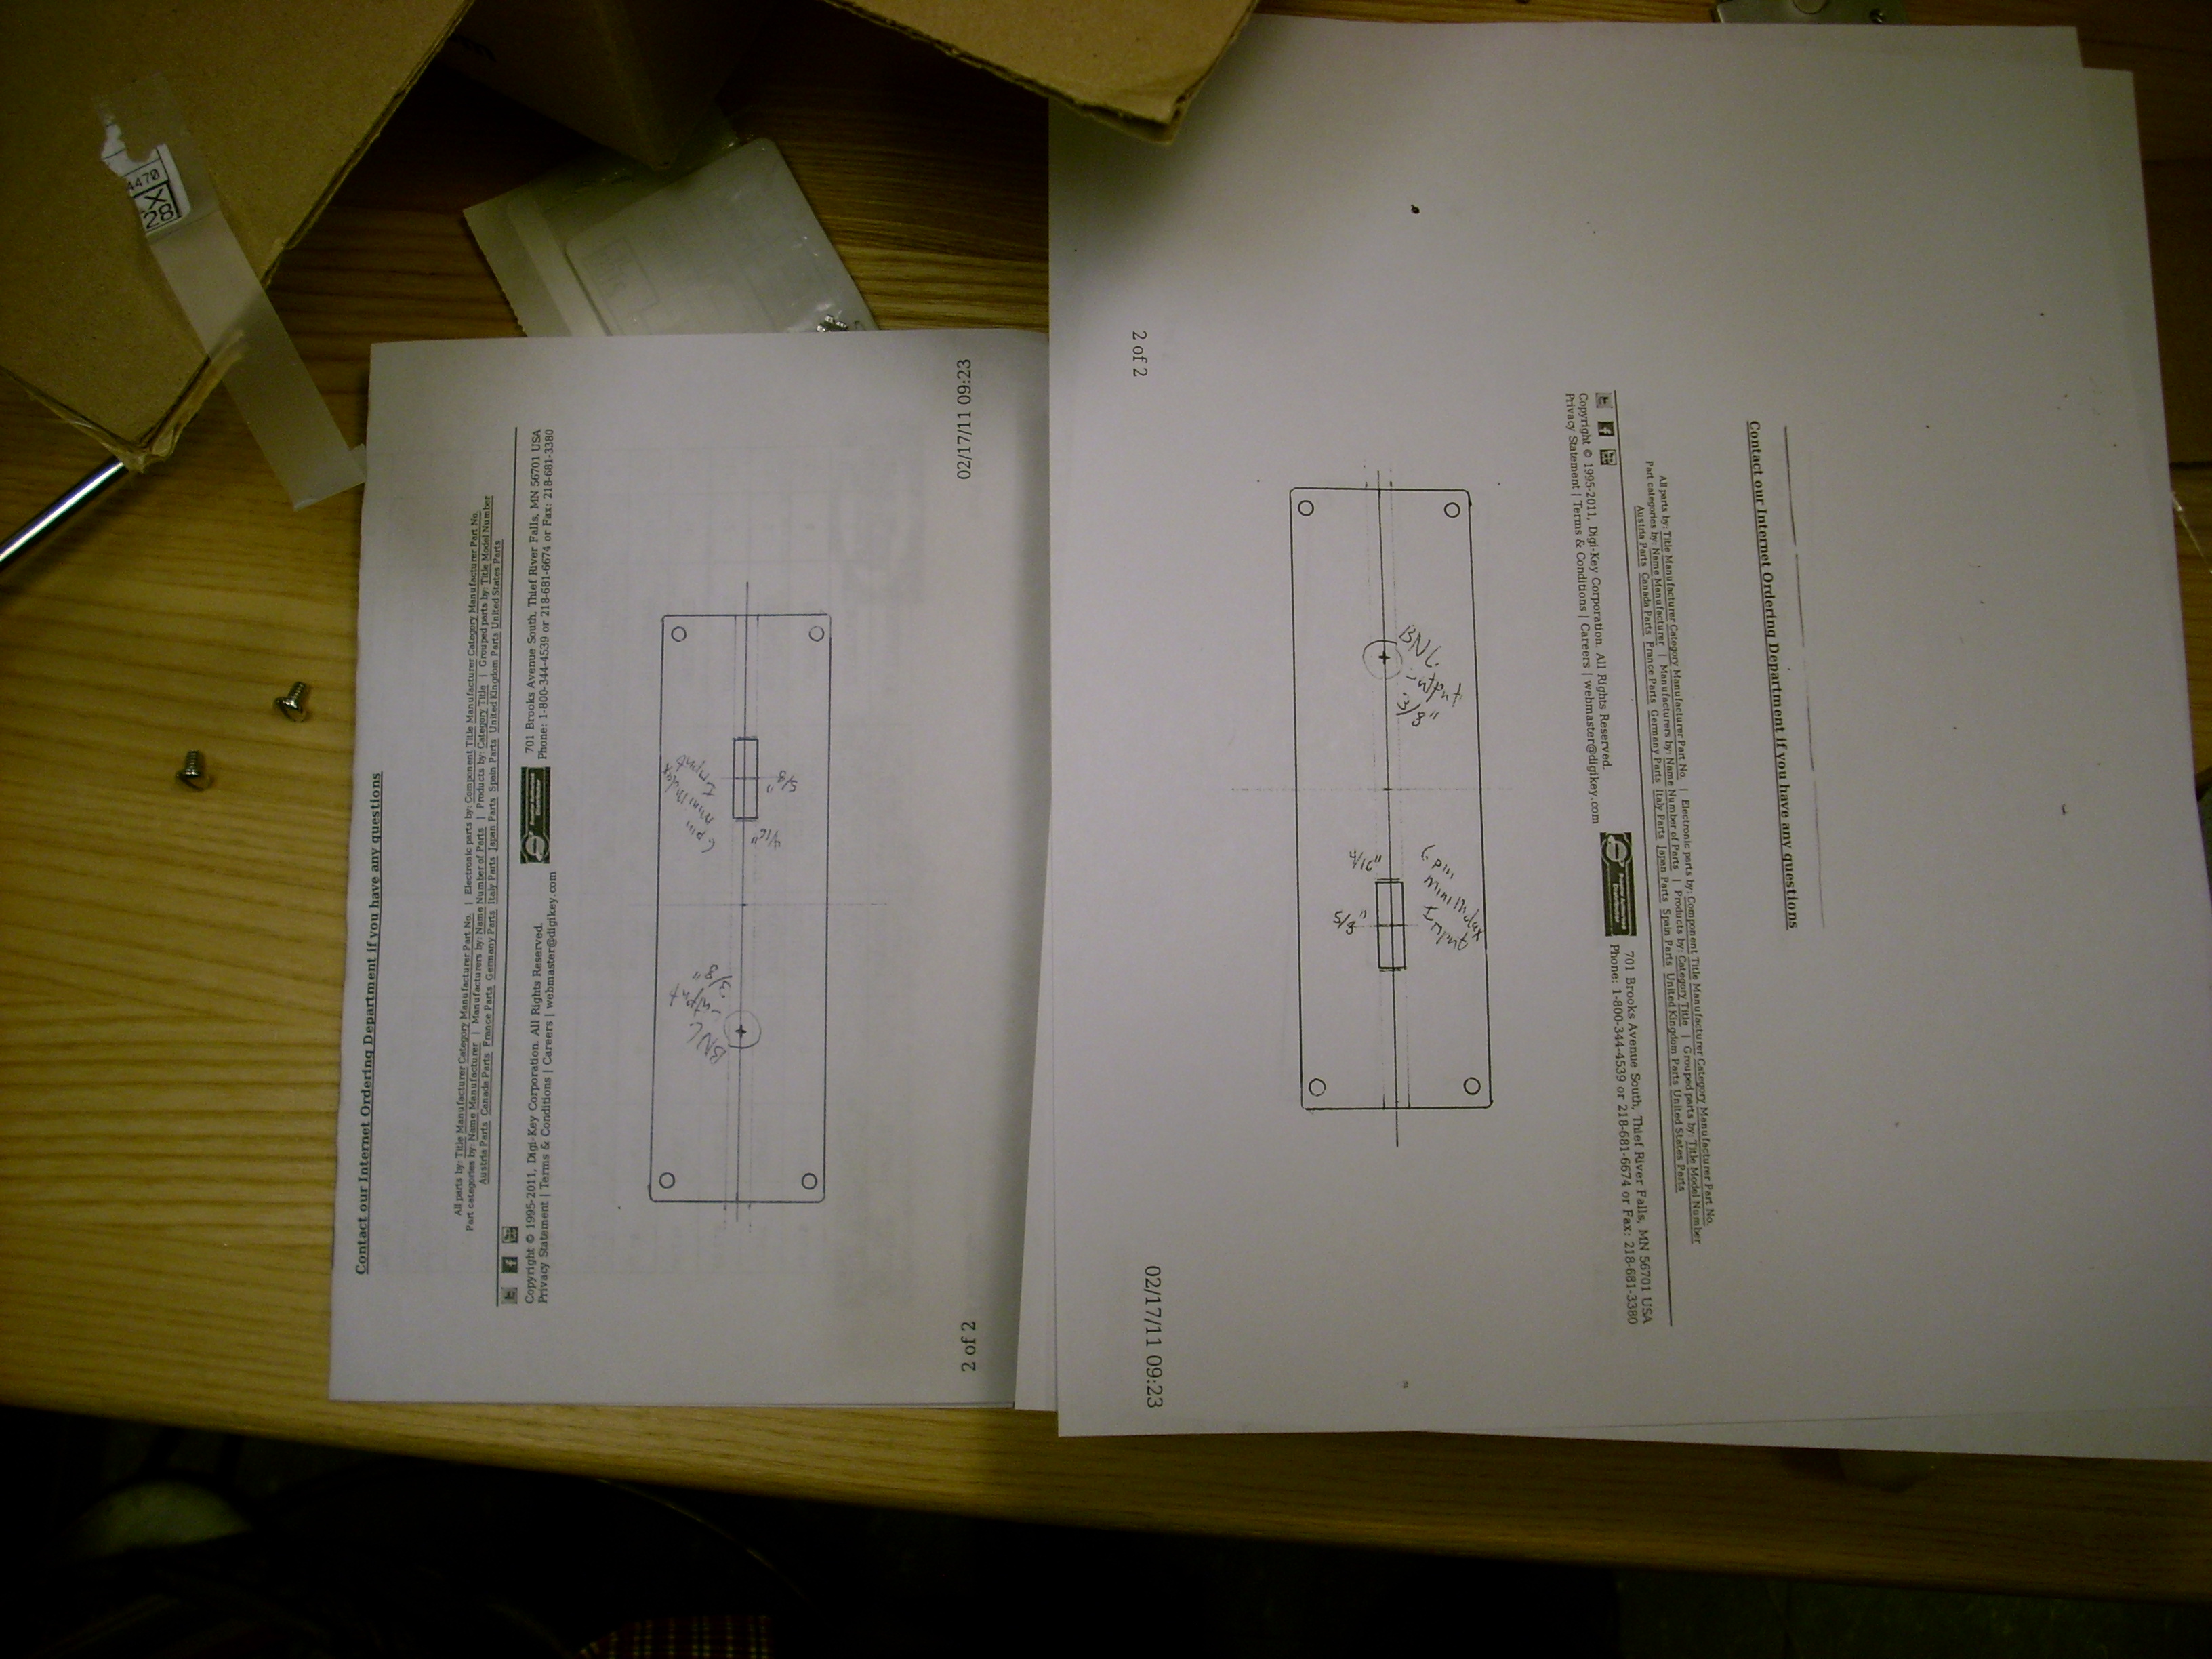 4470
X8
28
02/17/11 09:23
BNC
3/8"
6 pin
5/8"
4/16"
701 Brooks Avenue South, Thief River Falls, MN 56701 USA
Phone: 1-800-344-4539 or 218-681-6674 or Fax: 218-681-3380
Copyright © 1995-2011, Digi-Key Corporation. All Rights Reserved.
Privacy Statement | Terms & Conditions | Careers | webmaster@digikey.com
All parts by: Title Manufacturer Category Manufacturer Part No. | Electronic parts by: Component Title Manufacturer Category Manufacturer Part No.
Part categories by: Name Manufacturer | Manufacturers by: Name Number of Parts | Products by: Category Title | Grouped parts by: Title Model Number
Austria Parts Canada Parts France Parts Germany Parts Italy Parts Japan Parts Spain Parts United Kingdom Parts United States Parts
Contact our Internet Ordering Department if you have any questions
2 of 2
Contact our Internet Ordering Department if you have any questions
All parts by: Title Manufacturer Category Manufacturer Part No. | Electronic parts by: Component Title Manufacturer Category Manufacturer Part No.
Part categories by: Name Manufacturer | Manufacturers by: Name Number of Parts | Products by: Category Title | Grouped parts by: Title Model Number
Austria Parts Canada Parts France Parts Germany Parts Italy Parts Japan Parts Spain Parts United Kingdom Parts United States Parts
701 Brooks Avenue South, Thief River Falls, MN 56701 USA
Phone: 1-800-344-4539 or 218-681-6674 or Fax: 218-681-3380
Copyright © 1995-2011, Digi-Key Corporation. All Rights Reserved.
Privacy Statement | Terms & Conditions | Careers | webmaster@digikey.com
BNC
3/8"
6 pin
5/8"
2 of 2
02/17/11 09:23